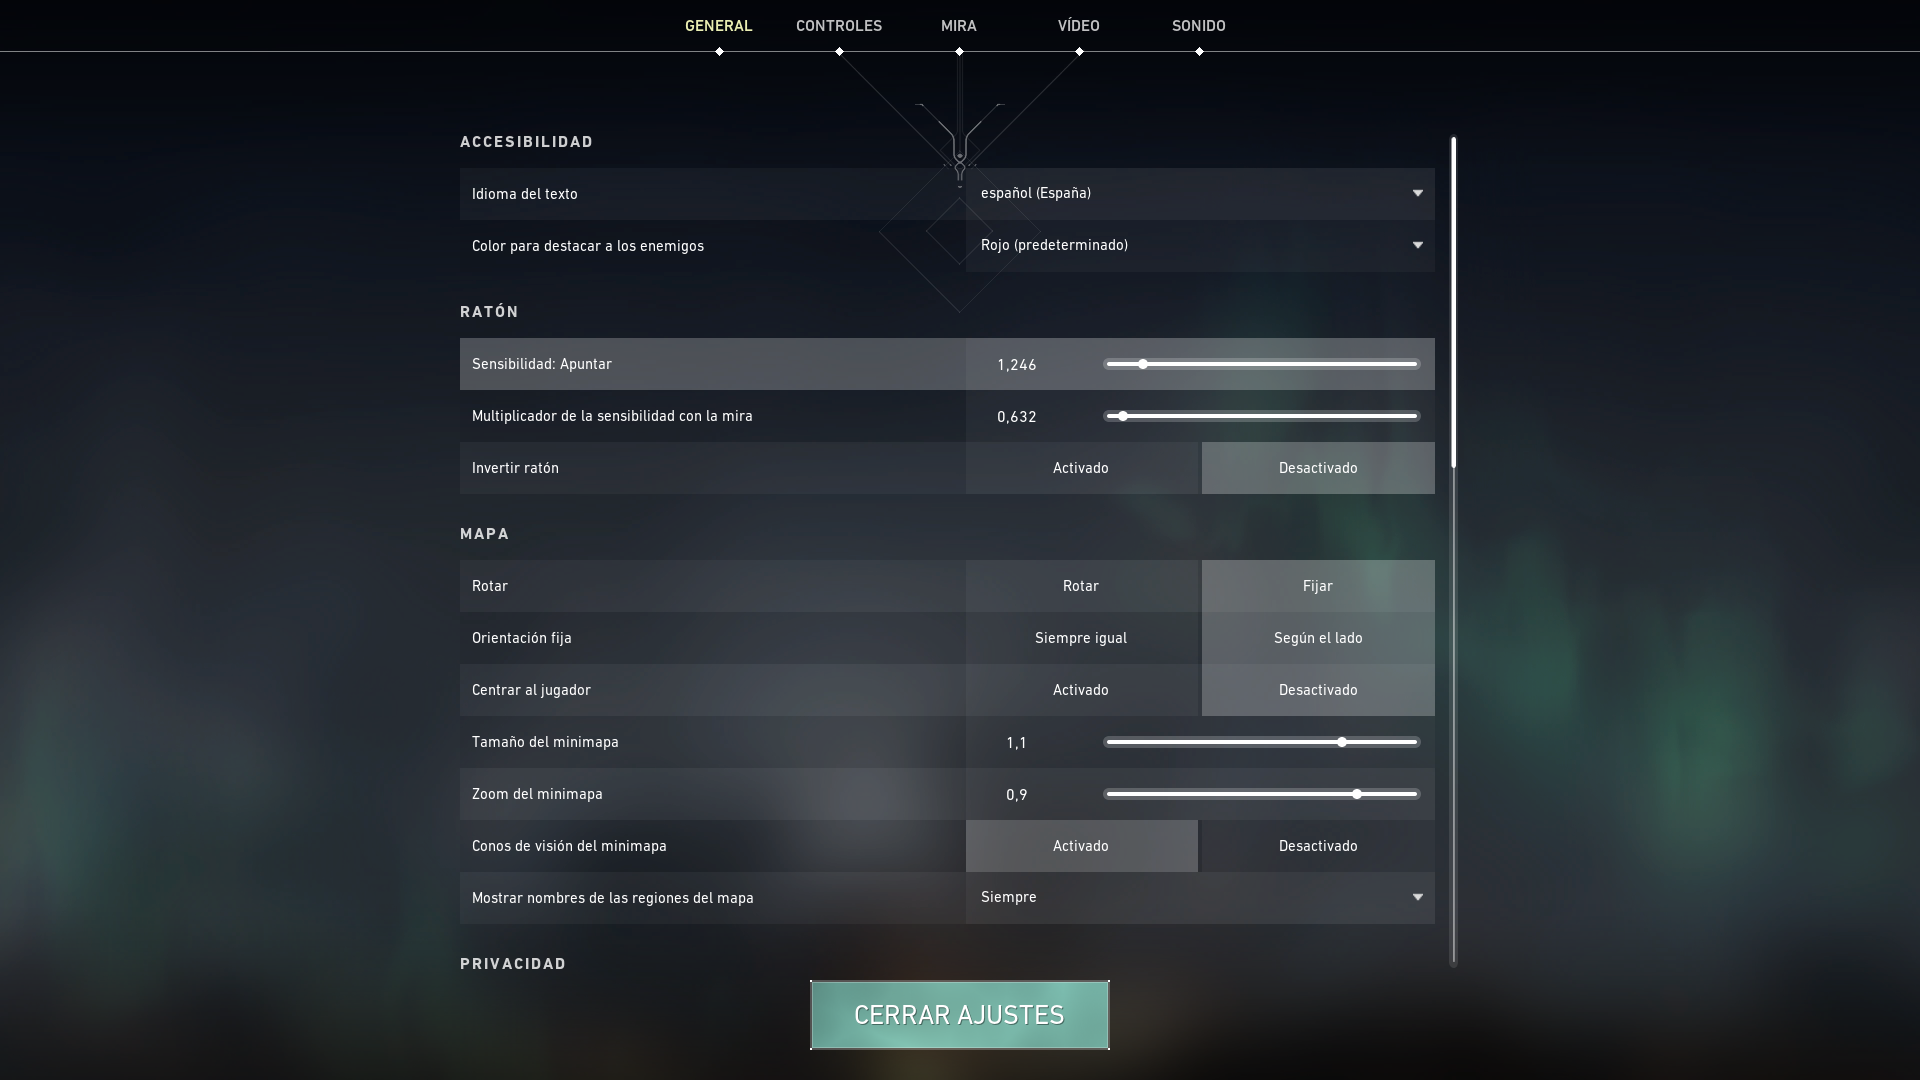 GENERAL CONTROLES MIRA VÍDEO SONIDO
ACCESIBILIDAD
Idioma del texto español (España)
Color para destacar a los enemigos Rojo (predeterminado)
RATÓN
Sensibilidad: Apuntar 1,246
Multiplicador de la sensibilidad con la mira 0,632
Invertir ratón Activado Desactivado
MAPA
Rotar Rotar Fijar
Orientación fija Siempre igual Según el lado
Centrar al jugador Activado Desactivado
Tamaño del minimapa 1,1
Zoom del minimapa 0,9
Conos de visión del minimapa Activado Desactivado
Mostrar nombres de las regiones del mapa Siempre
PRIVACIDAD
CERRAR AJUSTES